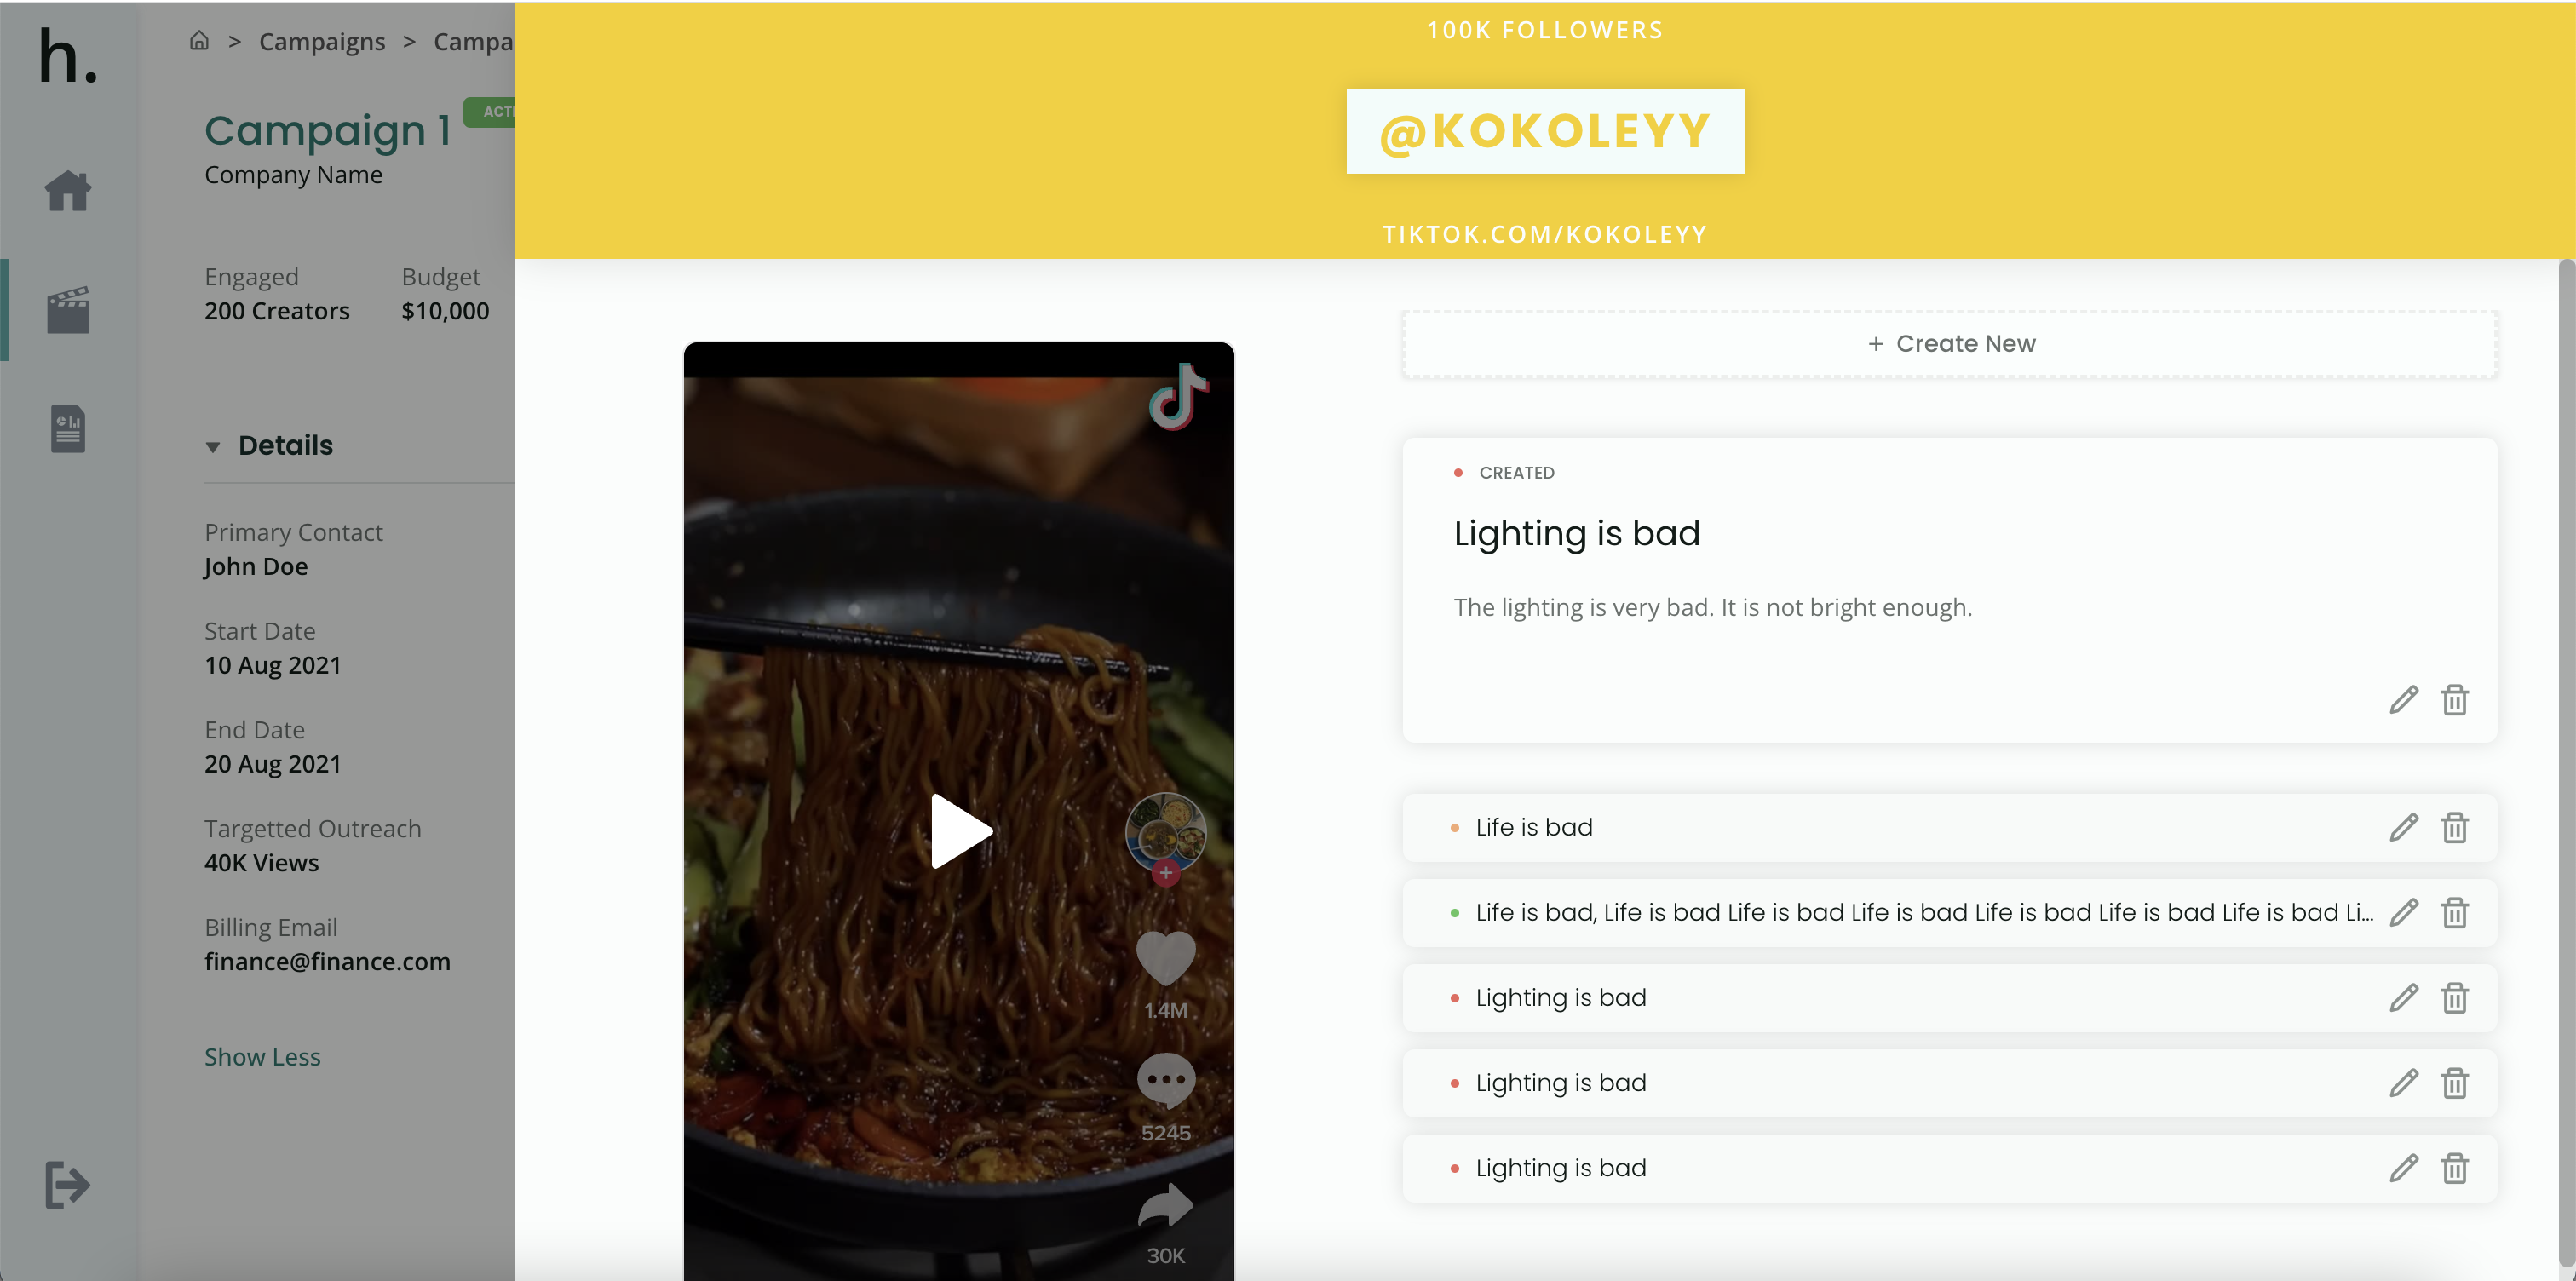 h.
> Campaigns > Campa
Campaign 1
ACTI
Company Name
Engaged
200 Creators
Budget
$10,000
Details
Primary Contact
John Doe
Start Date
10 Aug 2021
End Date
20 Aug 2021
Targetted Outreach
40K Views
Billing Email
finance@finance.com
Show Less
100K FOLLOWERS
@KOKOLEYY
TIKTOK.COM/KOKOLEYY
1.4M
5245
30K
+ Create New
CREATED
Lighting is bad
The lighting is very bad. It is not bright enough.
Life is bad
Life is bad, Life is bad Life is bad Life is bad Life is bad Life is bad Life is bad Li...
Lighting is bad
Lighting is bad
Lighting is bad